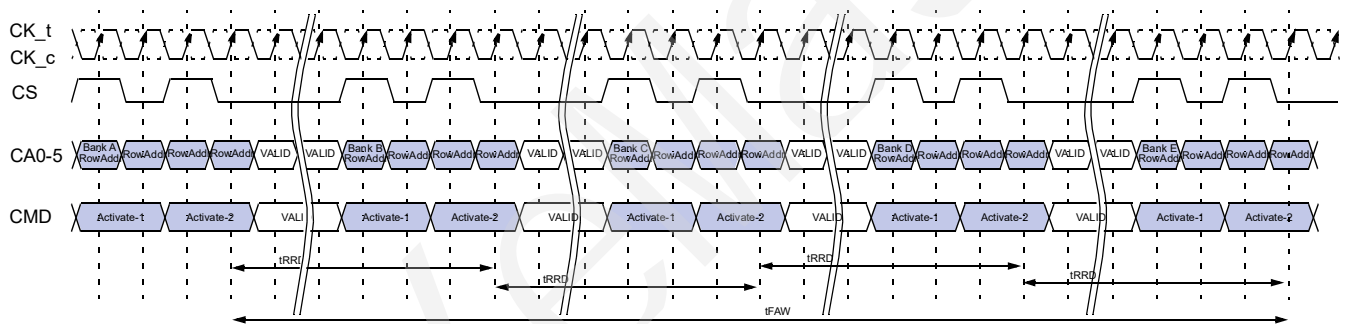 CK_t
CK_c
CS
CA0-5 Bank A RowAddr RowAddr RowAddr RowAddr VALID VALID Bank B RowAddr RowAddr RowAddr RowAddr VALID VALID Bank C RowAddr RowAddr RowAddr RowAddr VALID VALID Bank D RowAddr RowAddr RowAddr RowAddr VALID VALID Bank E RowAddr RowAddr RowAddr RowAddr
CMD Activate-1 Activate-2 VALID Activate-1 Activate-2 VALID Activate-1 Activate-2 VALID Activate-1 Activate-2 VALID Activate-1 Activate-2
tRRD tRRD
tRRD tRRD
tFAW